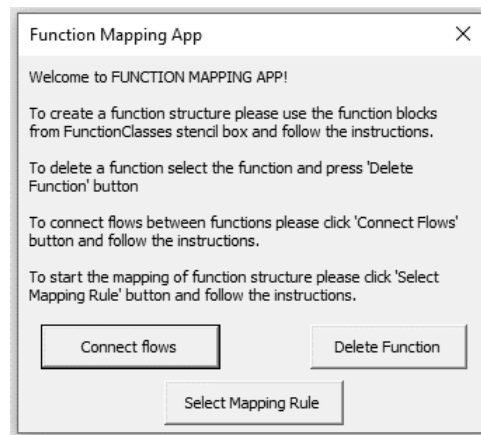 Function Mapping App
Welcome to FUNCTION MAPPING APP!
To create a function structure please use the function blocks
from FunctionClasses stencil box and follow the instructions.
To delete a function select the function and press 'Delete
Function' button
To connect flows between functions please click 'Connect Flows'
button and follow the instructions.
To start the mapping of function structure please click 'Select
Mapping Rule' button and follow the instructions.
Connect flows
Delete Function
Select Mapping Rule